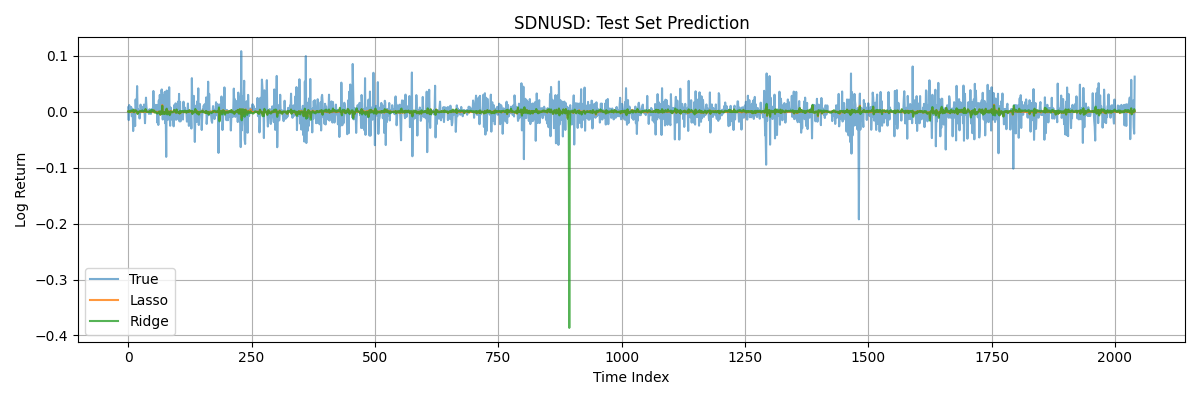 SDNUSD: Test Set Prediction
Log Return
0.1
0.0
−0.1
−0.2
−0.3
−0.4
True
Lasso
Ridge
0 250 500 750 1000 1250 1500 1750 2000
Time Index